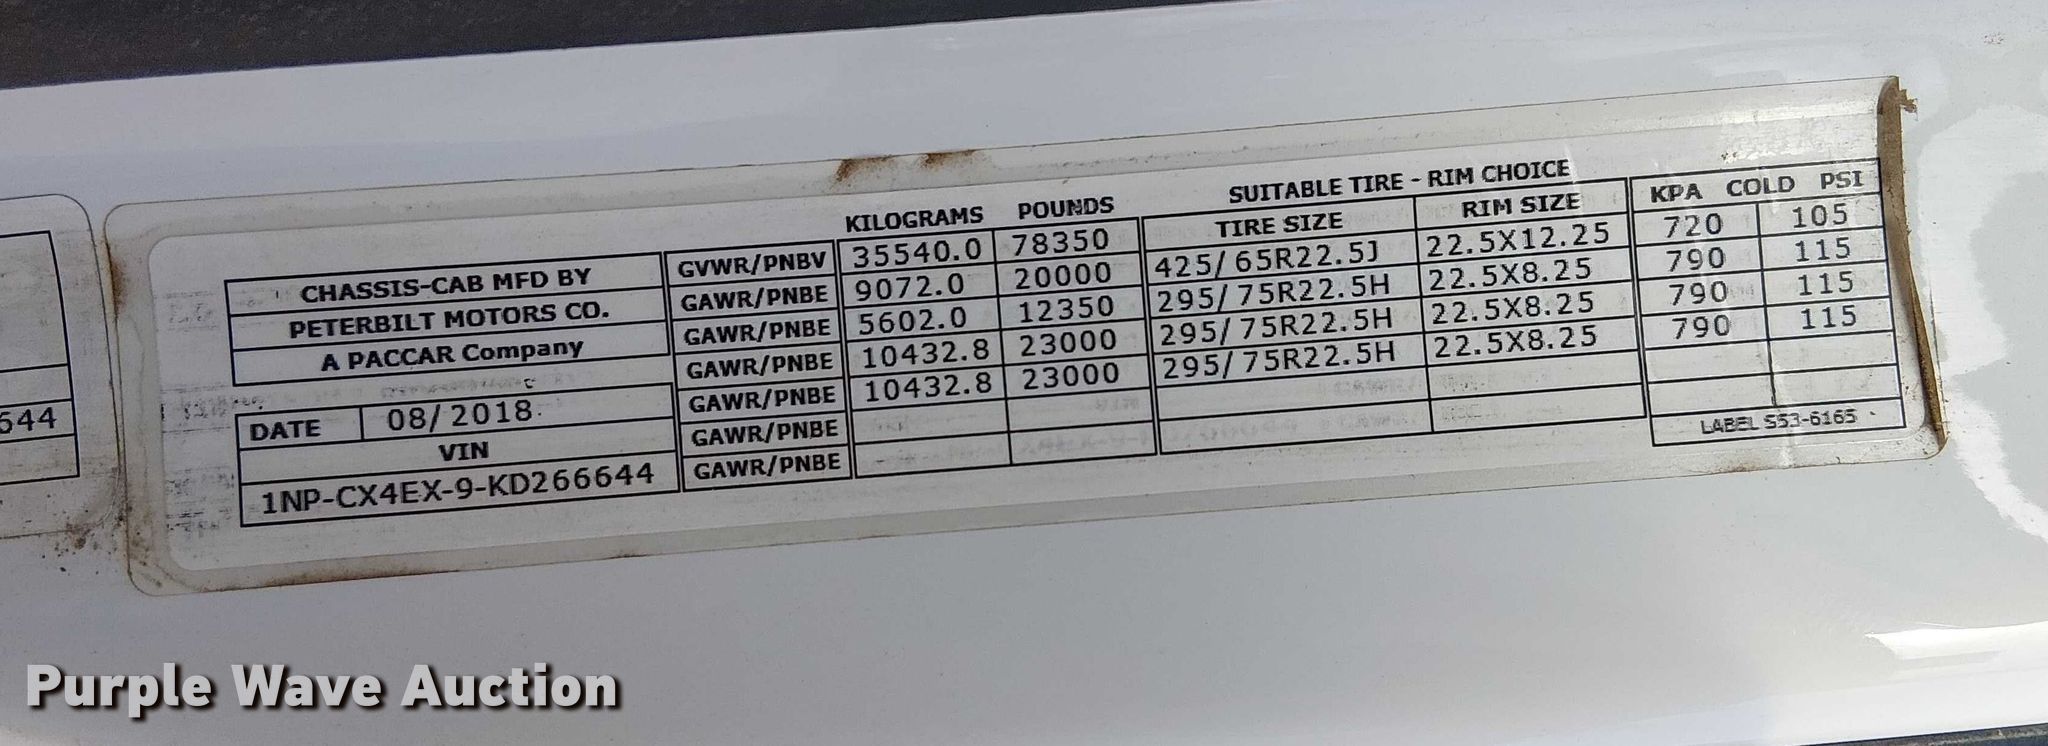 644
KILOGRAMS POUNDS SUITABLE TIRE - RIM CHOICE
TIRE SIZE RIM SIZE KPA COLD PSI
CHASSIS-CAB MFD BY
PETERBILT MOTORS CO.
A PACCAR Company
DATE 08/2018
VIN
1NP-CX4EX-9-KD266644
GVWR/PNBV 35540.0 78350
GAWR/PNBE 9072.0 20000 425/65R22.5J 22.5X12.25 720 105
GAWR/PNBE 5602.0 12350 295/75R22.5H 22.5X8.25 790 115
GAWR/PNBE 10432.8 23000 295/75R22.5H 22.5X8.25 790 115
GAWR/PNBE 10432.8 23000 295/75R22.5H 22.5X8.25 790 115
GAWR/PNBE
GAWR/PNBE
LABEL S53-6165
Purple Wave Auction